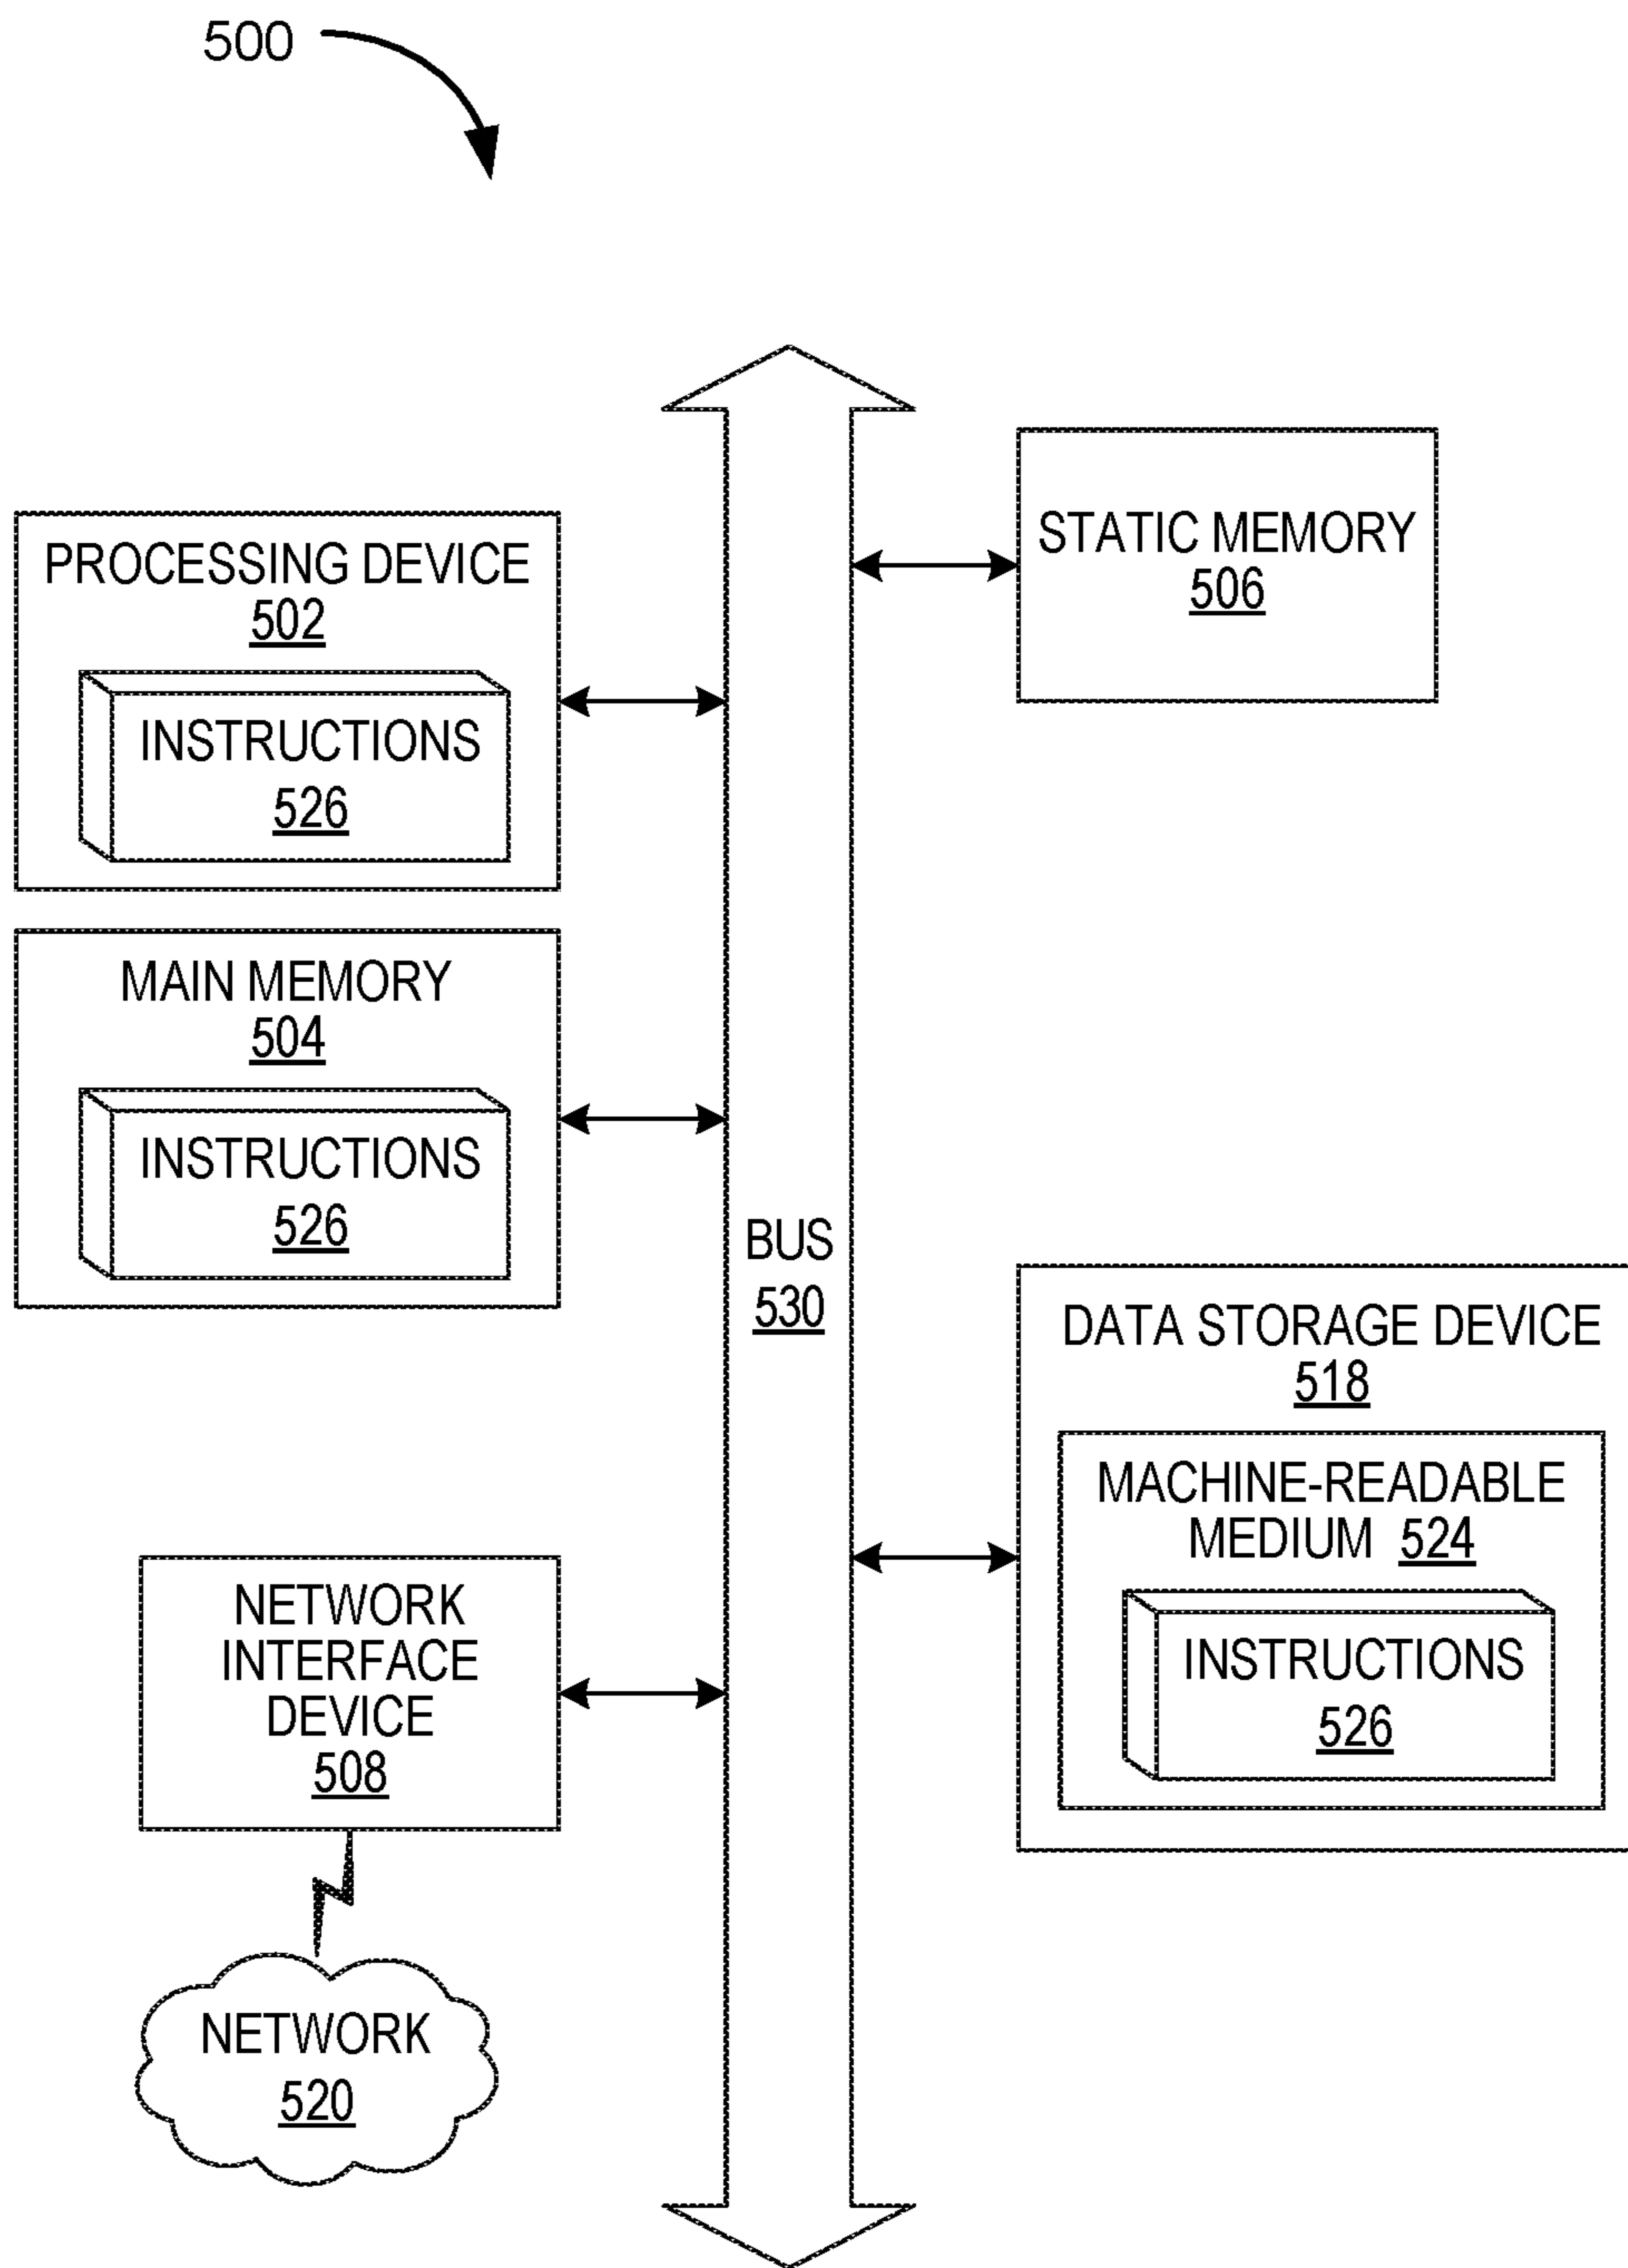 500
PROCESSING DEVICE
502
INSTRUCTIONS
526
MAIN MEMORY
504
INSTRUCTIONS
526
NETWORK
INTERFACE
DEVICE
508
NETWORK
520
BUS
530
STATIC MEMORY
506
DATA STORAGE DEVICE
518
MACHINE-READABLE
MEDIUM 524
INSTRUCTIONS
526